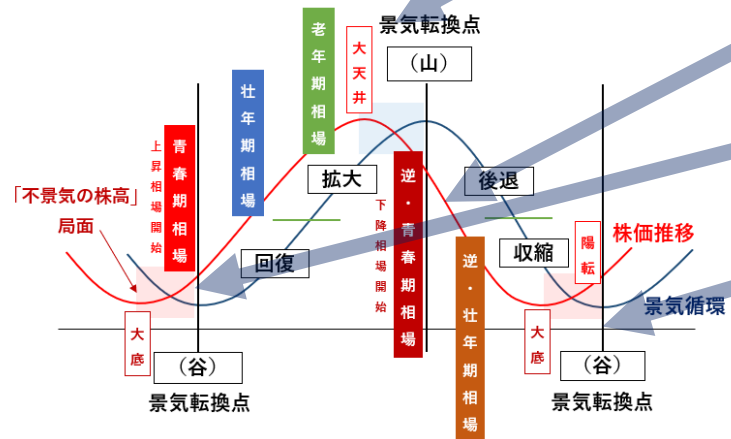 景気転換点
（山）
老年期相場
大天井
壮年期相場
青春期相場
上昇相場開始
「不景気の株高」
局面
拡大
回復
逆・青春期相場
下降相場開始
後退
収縮
陽転
株価推移
逆・壮年期相場
景気循環
大底
（谷）
景気転換点
大底
（谷）
景気転換点